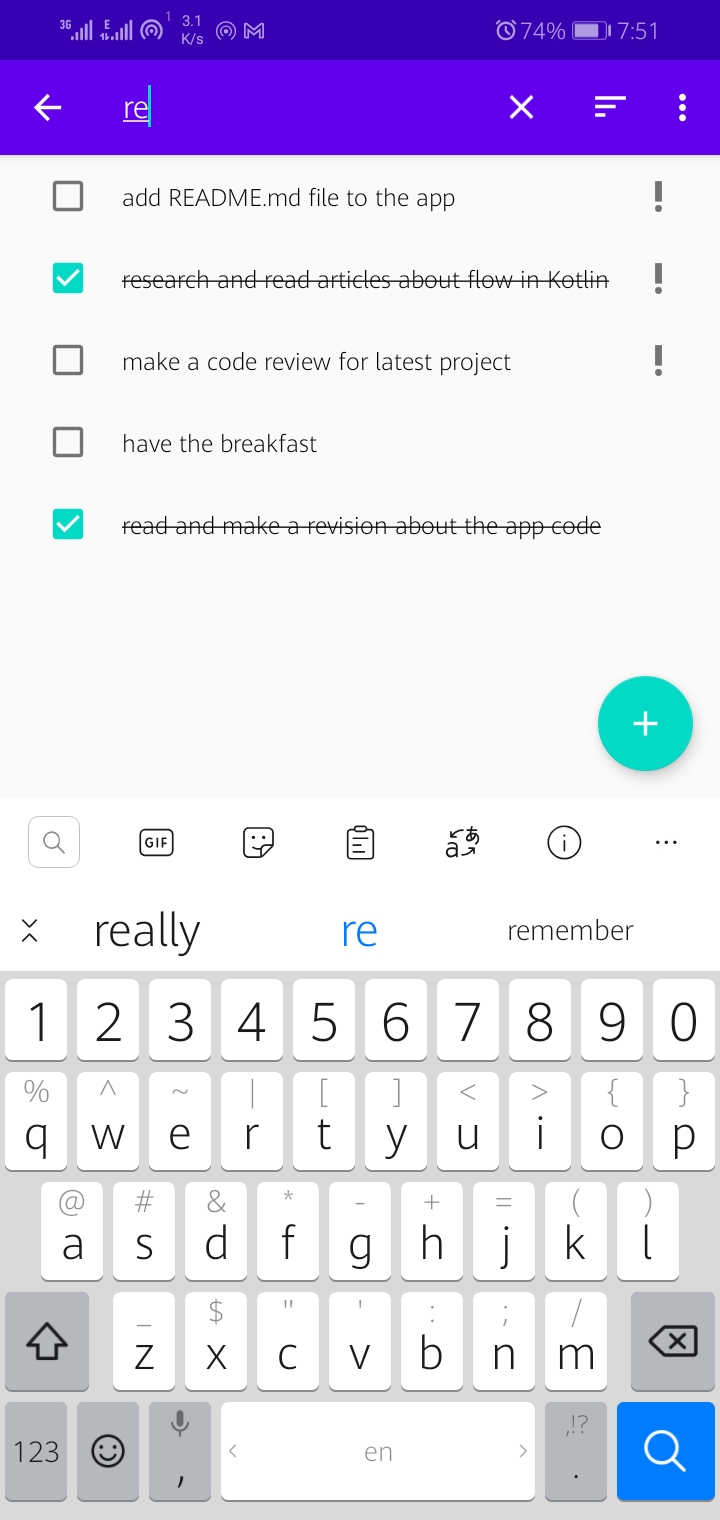 3G E 1 3.1 K/s 74% 7:51
re
add README.md file to the app
research and read articles about flow in Kotlin
make a code review for latest project
have the breakfast
read and make a revision about the app code
+
GIF a あ i ...
really re remember
1 2 3 4 5 6 7 8 9 0
% ^ ~ | [ ] < > { }
q w e r t y u i o p
@ # & * - + = ( )
a s d f g h j k l
_ $ " ' : ; /
z x c v b n m
,!?
123 , < en > .